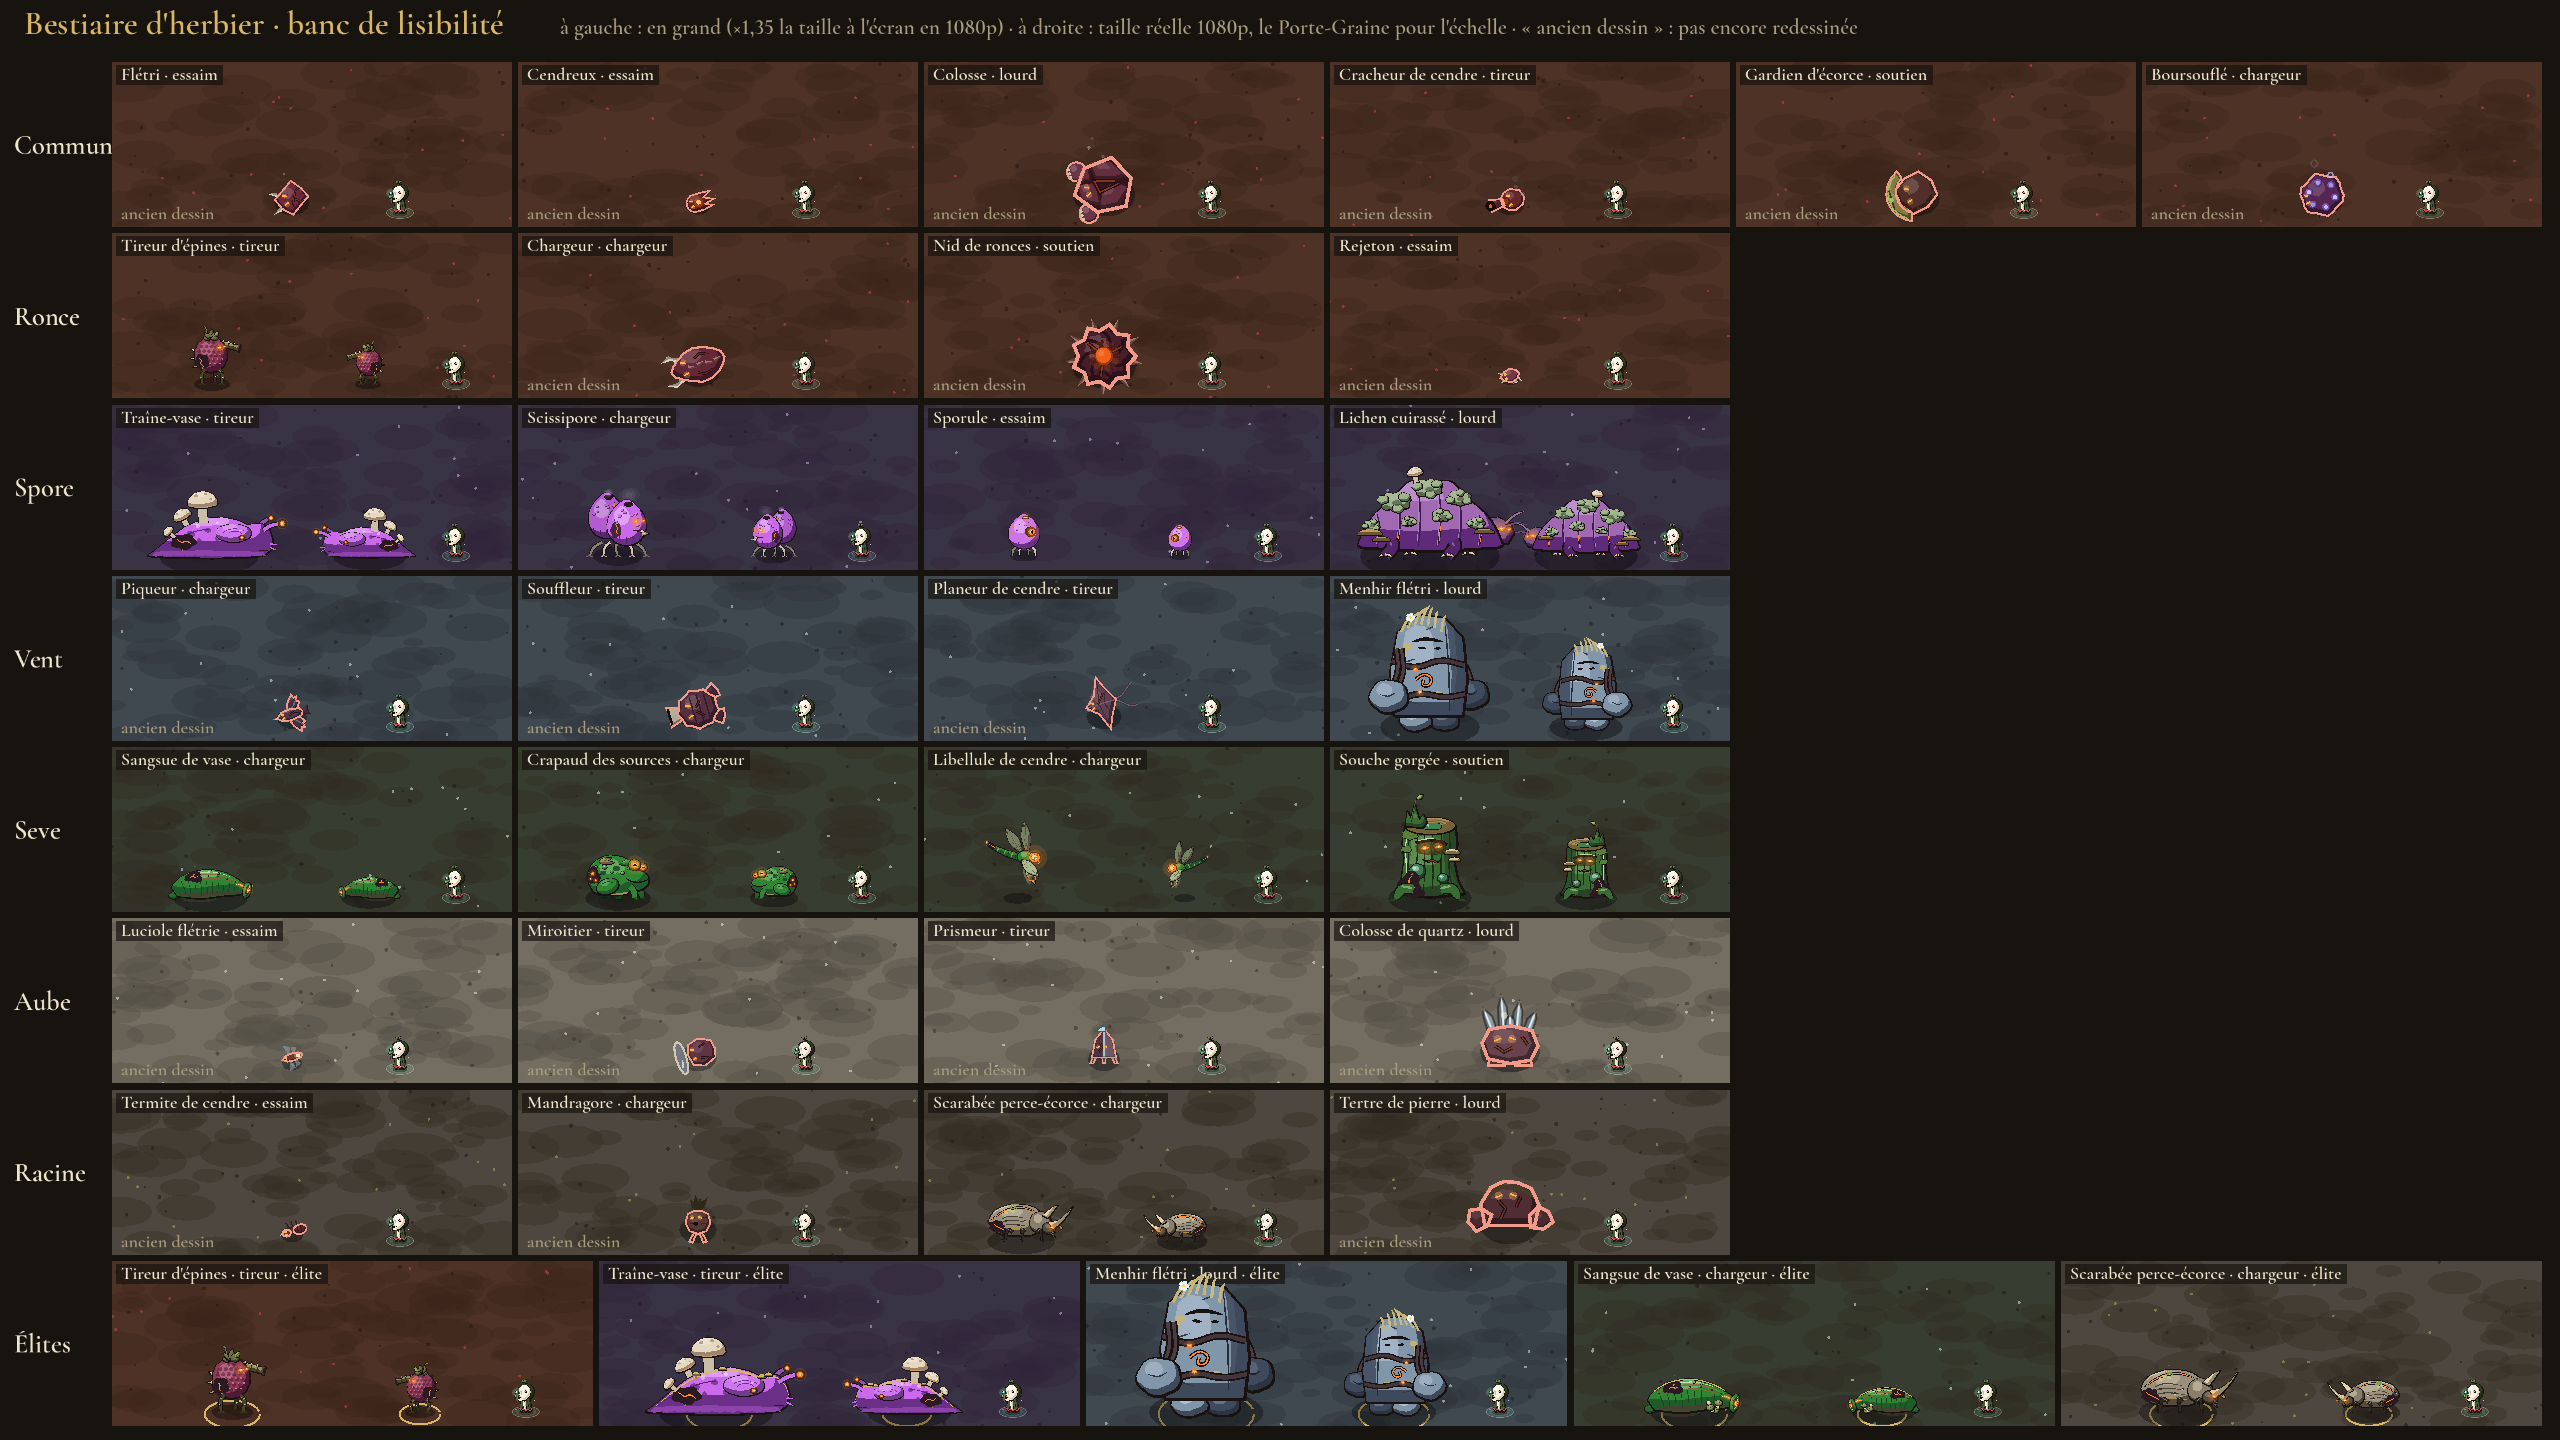 Bestiaire d'herbier · banc de lisibilité
à gauche : en grand (×1,35 la taille à l'écran en 1080p) · à droite : taille réelle 1080p, le Porte-Graine pour l'échelle · « ancien dessin » : pas encore redessinée
Commun
Flétri · essaim
ancien dessin
Cendreux · essaim
ancien dessin
Colosse · lourd
ancien dessin
Cracheur de cendre · tireur
ancien dessin
Gardien d'écorce · soutien
ancien dessin
Boursouflé · chargeur
ancien dessin
Ronce
Tireur d'épines · tireur
Chargeur · chargeur
ancien dessin
Nid de ronces · soutien
ancien dessin
Rejeton · essaim
ancien dessin
Spore
Traîne-vase · tireur
Scissipore · chargeur
Sporule · essaim
Lichen cuirassé · lourd
Vent
Piqueur · chargeur
ancien dessin
Souffleur · tireur
ancien dessin
Planeur de cendre · tireur
ancien dessin
Menhir flétri · lourd
Seve
Sangsue de vase · chargeur
Crapaud des sources · chargeur
Libellule de cendre · chargeur
Souche gorgée · soutien
Aube
Luciole flétrie · essaim
ancien dessin
Miroitier · tireur
ancien dessin
Prismeur · tireur
ancien dessin
Colosse de quartz · lourd
ancien dessin
Racine
Termite de cendre · essaim
ancien dessin
Mandragore · chargeur
ancien dessin
Scarabée perce-écorce · chargeur
Tertre de pierre · lourd
ancien dessin
Élites
Tireur d'épines · tireur · élite
Traîne-vase · tireur · élite
Menhir flétri · lourd · élite
Sangsue de vase · chargeur · élite
Scarabée perce-écorce · chargeur · élite